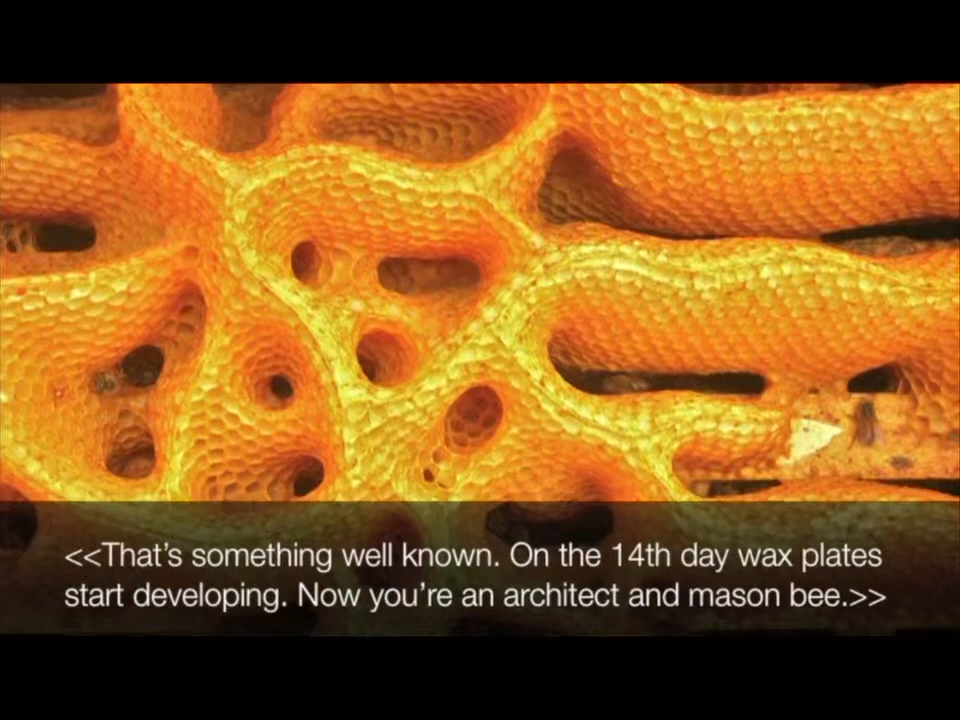 <<That's something well known. On the 14th day wax plates
start developing. Now you're an architect and mason bee.>>